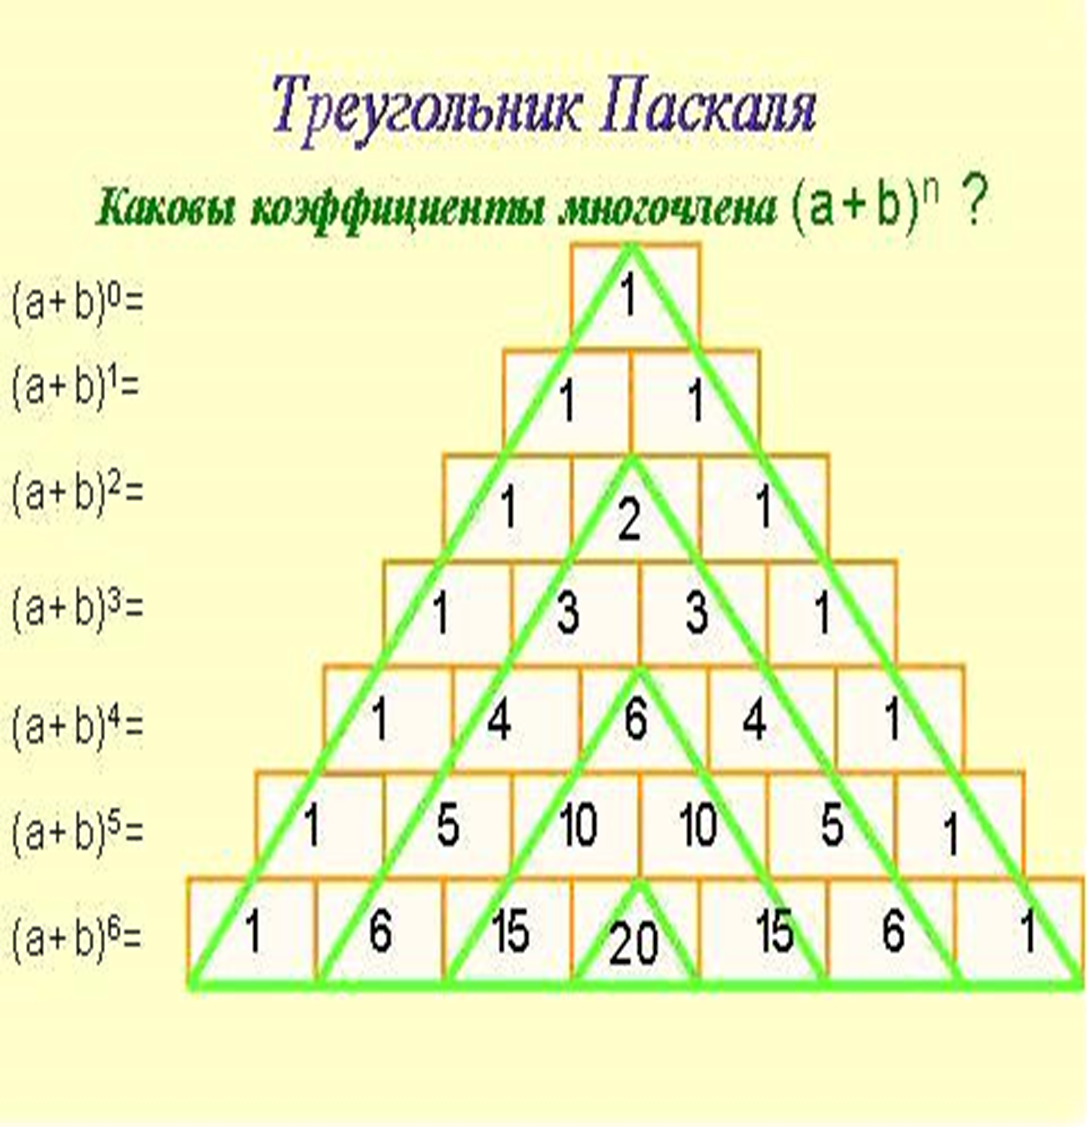 Треугольник Паскаля
Каковы коэффициенты многочлена (a+b)ⁿ ?
(a+b)⁰= 1
(a+b)¹= 1 1
(a+b)²= 1 2 1
(a+b)³= 1 3 3 1
(a+b)⁴= 1 4 6 4 1
(a+b)⁵= 1 5 10 10 5 1
(a+b)⁶= 1 6 15 20 15 6 1